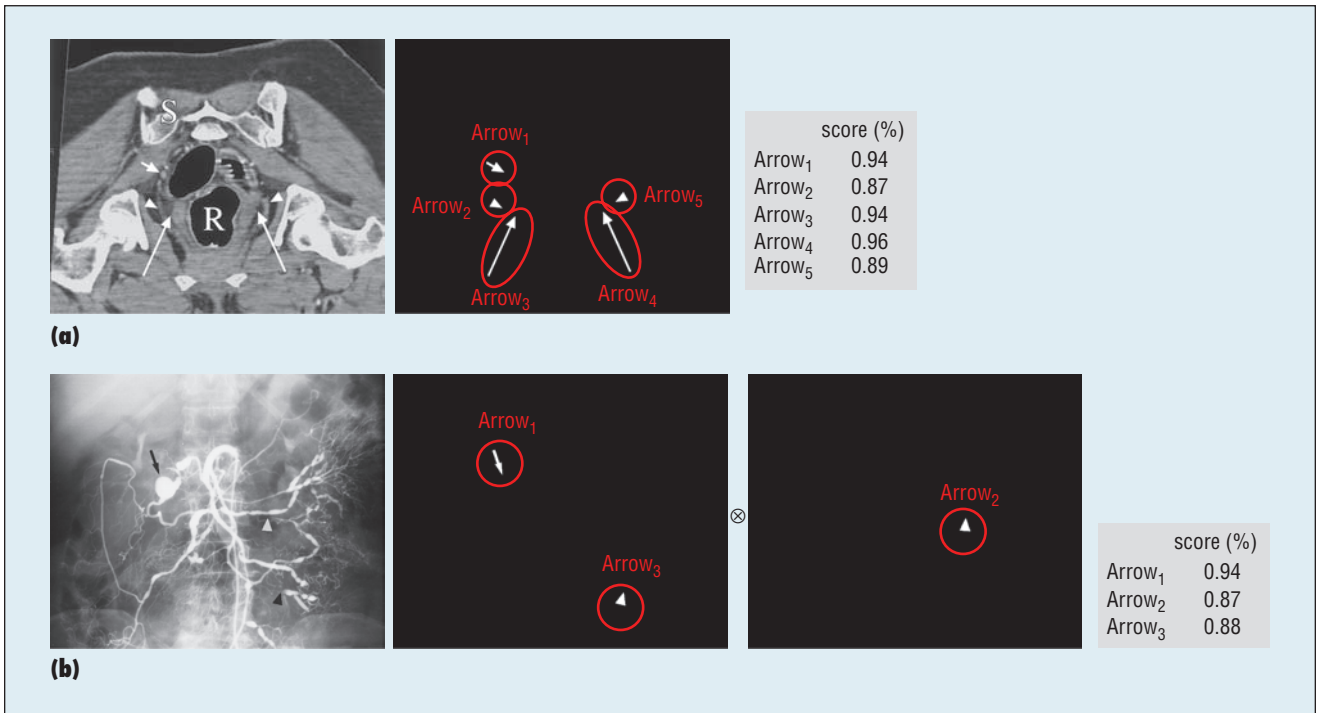 S
R
Arrow1
Arrow2
Arrow3
Arrow4
Arrow5
score (%)
Arrow1 0.94
Arrow2 0.87
Arrow3 0.94
Arrow4 0.96
Arrow5 0.89
(a)
Arrow1
Arrow3
⊗
Arrow2
score (%)
Arrow1 0.94
Arrow2 0.87
Arrow3 0.88
(b)